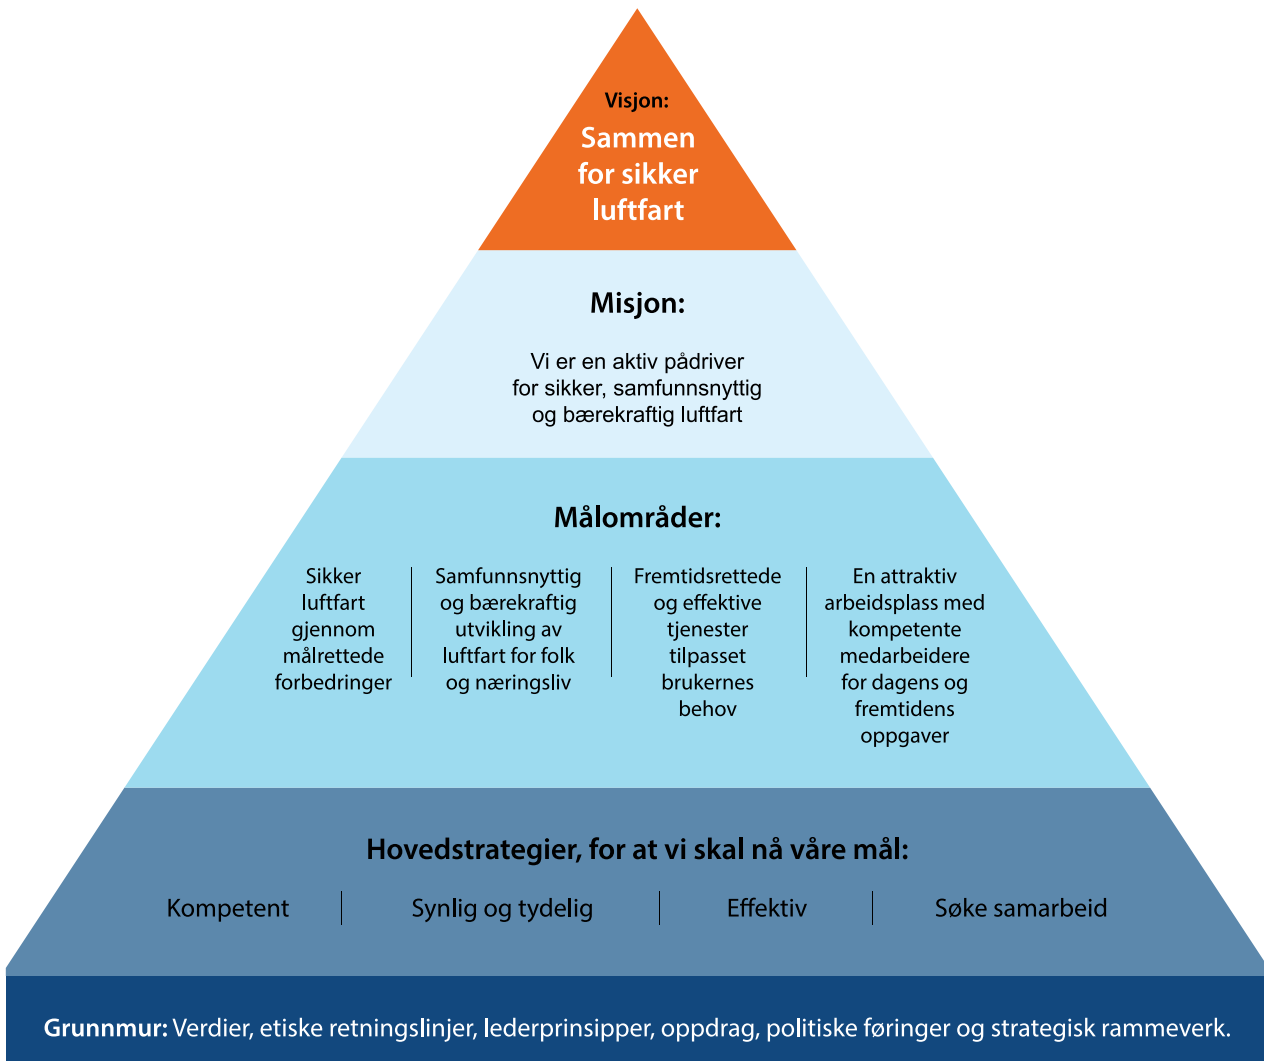 Visjon:
Sammen
for sikker
luftfart
Misjon:
Vi er en aktiv pådriver
for sikker, samfunnsnyttig
og bærekraftig luftfart
Målområder:
Sikker
luftfart
gjennom
målrettede
forbedringer
Samfunnsnyttig
og bærekraftig
utvikling av
luftfart for folk
og næringsliv
Fremtidsrettede
og effektive
tjenester
tilpasset
brukernes
behov
En attraktiv
arbeidsplass med
kompetente
medarbeidere
for dagens og
fremtidens
oppgaver
Hovedstrategier, for at vi skal nå våre mål:
Kompetent
Synlig og tydelig
Effektiv
Søke samarbeid
Grunnmur: Verdier, etiske retningslinjer, lederprinsipper, oppdrag, politiske føringer og strategisk rammeverk.